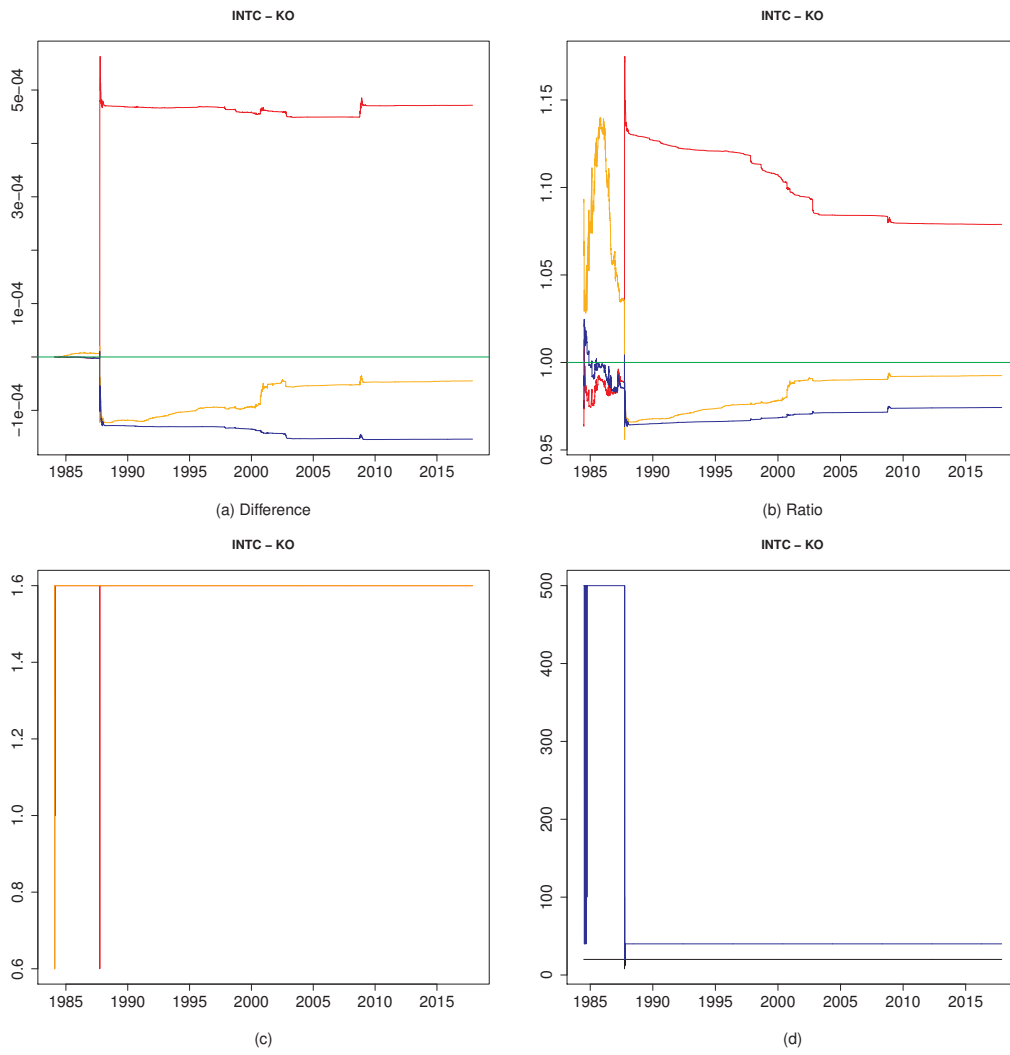 INTC – KO
5e−04
3e−04
1e−04
−1e−04
1985 1990 1995 2000 2005 2010 2015
(a) Difference
INTC – KO
1.15
1.10
1.05
1.00
0.95
1985 1990 1995 2000 2005 2010 2015
(b) Ratio
INTC – KO
1.6
1.4
1.2
1.0
0.8
0.6
1985 1990 1995 2000 2005 2010 2015
(c)
INTC – KO
500
400
300
200
100
0
1985 1990 1995 2000 2005 2010 2015
(d)